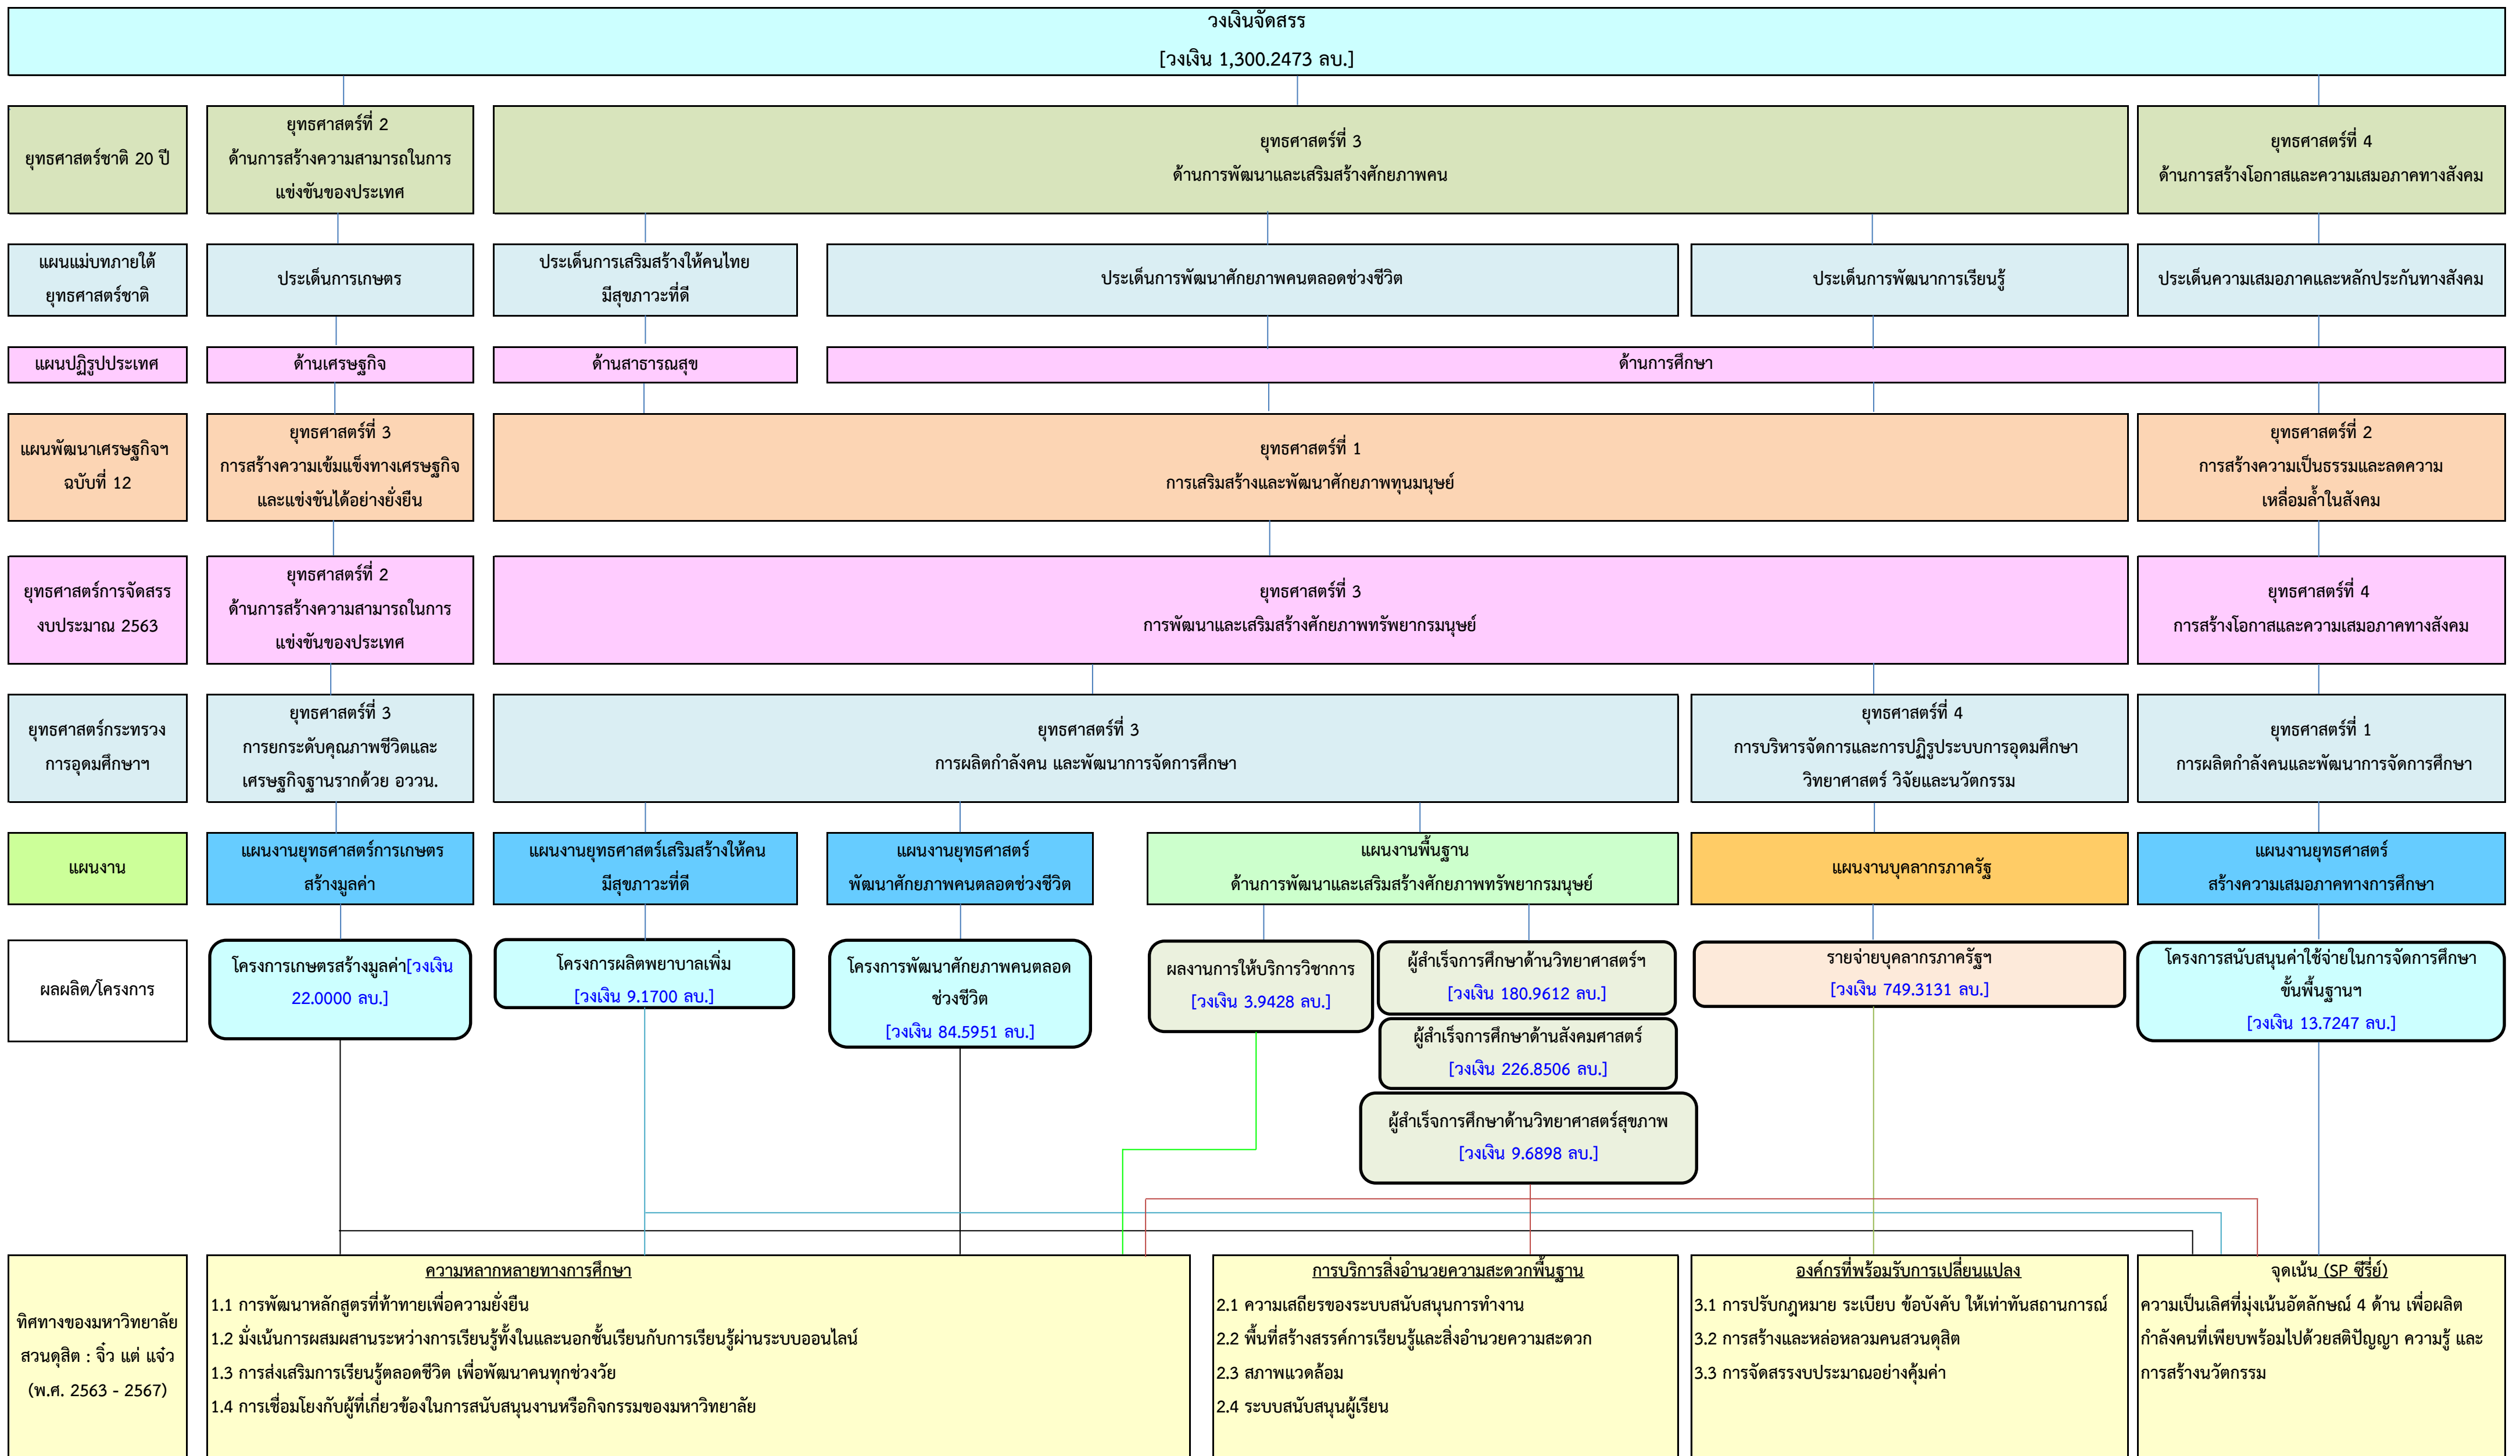 วงเงินจัดสรร
[วงเงิน 1,300.2473 ลบ.]
ยุทธศาสตร์ชาติ 20 ปี
ยุทธศาสตร์ที่ 2
ด้านการสร้างความสามารถในการ
แข่งขันของประเทศ
ยุทธศาสตร์ที่ 3
ด้านการพัฒนาและเสริมสร้างศักยภาพคน
ยุทธศาสตร์ที่ 4
ด้านการสร้างโอกาสและความเสมอภาคทางสังคม
แผนแม่บทภายใต้
ยุทธศาสตร์ชาติ
ประเด็นการเกษตร
ประเด็นการเสริมสร้างให้คนไทย
มีสุขภาวะที่ดี
ประเด็นการพัฒนาศักยภาพคนตลอดช่วงชีวิต
ประเด็นการพัฒนาการเรียนรู้
ประเด็นความเสมอภาคและหลักประกันทางสังคม
แผนปฏิรูปประเทศ
ด้านเศรษฐกิจ
ด้านสาธารณสุข
ด้านการศึกษา
แผนพัฒนาเศรษฐกิจฯ
ฉบับที่ 12
ยุทธศาสตร์ที่ 3
การสร้างความเข้มแข็งทางเศรษฐกิจ
และแข่งขันได้อย่างยั่งยืน
ยุทธศาสตร์ที่ 1
การเสริมสร้างและพัฒนาศักยภาพทุนมนุษย์
ยุทธศาสตร์ที่ 2
การสร้างความเป็นธรรมและลดความ
เหลื่อมล้ำในสังคม
ยุทธศาสตร์การจัดสรร
งบประมาณ 2563
ยุทธศาสตร์ที่ 2
ด้านการสร้างความสามารถในการ
แข่งขันของประเทศ
ยุทธศาสตร์ที่ 3
การพัฒนาและเสริมสร้างศักยภาพทรัพยากรมนุษย์
ยุทธศาสตร์ที่ 4
การสร้างโอกาสและความเสมอภาคทางสังคม
ยุทธศาสตร์กระทรวง
การอุดมศึกษาฯ
ยุทธศาสตร์ที่ 3
การยกระดับคุณภาพชีวิตและ
เศรษฐกิจฐานรากด้วย อววน.
ยุทธศาสตร์ที่ 3
การผลิตกำลังคน และพัฒนาการจัดการศึกษา
ยุทธศาสตร์ที่ 4
การบริหารจัดการและการปฏิรูประบบการอุดมศึกษา
วิทยาศาสตร์ วิจัยและนวัตกรรม
ยุทธศาสตร์ที่ 1
การผลิตกำลังคนและพัฒนาการจัดการศึกษา
แผนงาน
แผนงานยุทธศาสตร์การเกษตร
สร้างมูลค่า
แผนงานยุทธศาสตร์เสริมสร้างให้คน
มีสุขภาวะที่ดี
แผนงานยุทธศาสตร์
พัฒนาศักยภาพคนตลอดช่วงชีวิต
แผนงานพื้นฐาน
ด้านการพัฒนาและเสริมสร้างศักยภาพทรัพยากรมนุษย์
แผนงานบุคลากรภาครัฐ
แผนงานยุทธศาสตร์
สร้างความเสมอภาคทางการศึกษา
ผลผลิต/โครงการ
โครงการเกษตรสร้างมูลค่า[วงเงิน
22.0000 ลบ.]
โครงการผลิตพยาบาลเพิ่ม
[วงเงิน 9.1700 ลบ.]
โครงการพัฒนาศักยภาพคนตลอด
ช่วงชีวิต
[วงเงิน 84.5951 ลบ.]
ผลงานการให้บริการวิชาการ
[วงเงิน 3.9428 ลบ.]
ผู้สำเร็จการศึกษาด้านวิทยาศาสตร์ฯ
[วงเงิน 180.9612 ลบ.]
ผู้สำเร็จการศึกษาด้านสังคมศาสตร์
[วงเงิน 226.8506 ลบ.]
ผู้สำเร็จการศึกษาด้านวิทยาศาสตร์สุขภาพ
[วงเงิน 9.6898 ลบ.]
รายจ่ายบุคลากรภาครัฐฯ
[วงเงิน 749.3131 ลบ.]
โครงการสนับสนุนค่าใช้จ่ายในการจัดการศึกษา
ขั้นพื้นฐานฯ
[วงเงิน 13.7247 ลบ.]
ทิศทางของมหาวิทยาลัย
สวนดุสิต : จิ๋ว แต่ แจ๋ว
(พ.ศ. 2563 - 2567)
ความหลากหลายทางการศึกษา
1.1 การพัฒนาหลักสูตรที่ท้าทายเพื่อความยั่งยืน
1.2 มั่งเน้นการผสมผสานระหว่างการเรียนรู้ทั้งในและนอกชั้นเรียนกับการเรียนรู้ผ่านระบบออนไลน์
1.3 การส่งเสริมการเรียนรู้ตลอดชีวิต เพื่อพัฒนาคนทุกช่วงวัย
1.4 การเชื่อมโยงกับผู้ที่เกี่ยวข้องในการสนับสนุนงานหรือกิจกรรมของมหาวิทยาลัย
การบริการสิ่งอำนวยความสะดวกพื้นฐาน
2.1 ความเสถียรของระบบสนับสนุนการทำงาน
2.2 พื้นที่สร้างสรรค์การเรียนรู้และสิ่งอำนวยความสะดวก
2.3 สภาพแวดล้อม
2.4 ระบบสนับสนุนผู้เรียน
องค์กรที่พร้อมรับการเปลี่ยนแปลง
3.1 การปรับกฎหมาย ระเบียบ ข้อบังคับ ให้เท่าทันสถานการณ์
3.2 การสร้างและหล่อหลวมคนสวนดุสิต
3.3 การจัดสรรงบประมาณอย่างคุ้มค่า
จุดเน้น (SP ซีรี่ย์)
ความเป็นเลิศที่มุ่งเน้นอัตลักษณ์ 4 ด้าน เพื่อผลิต
กำลังคนที่เพียบพร้อมไปด้วยสติปัญญา ความรู้ และ
การสร้างนวัตกรรม